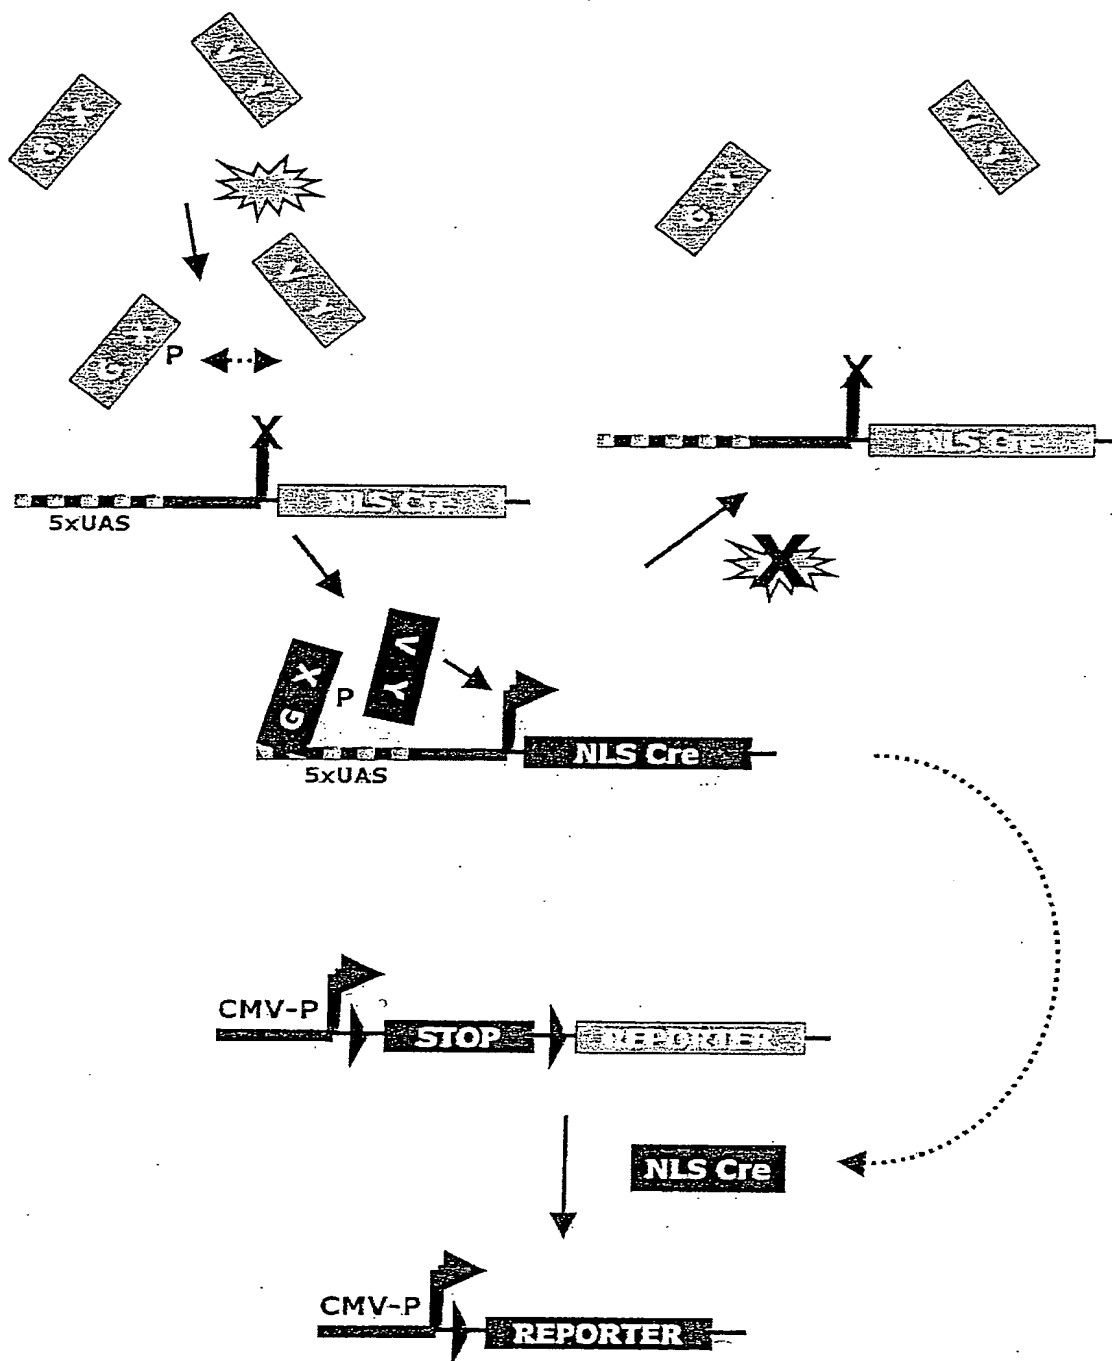 V Y
G X
G X
V Y
V Y
G X
P
X
X
NLS Cre
NLS Cre
5xUAS
X
V Y
G X
P
NLS Cre
5xUAS
CMV-P
STOP
REPORTER
NLS Cre
CMV-P
REPORTER